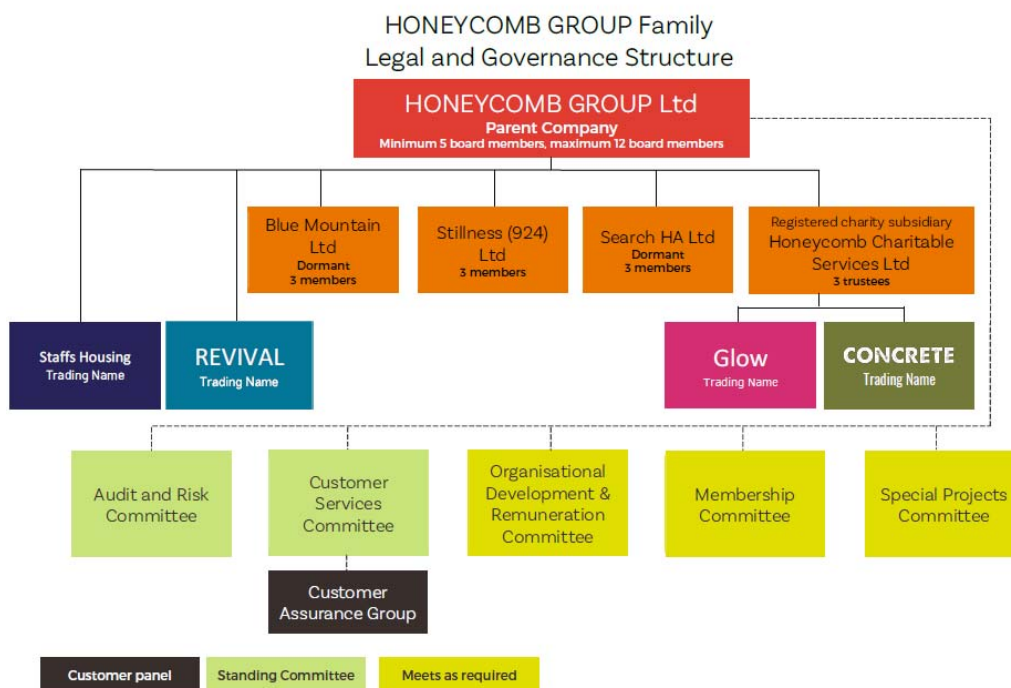 HONEYCOMB GROUP Family
Legal and Governance Structure
HONEYCOMB GROUP Ltd
Parent Company
Minimum 5 board members, maximum 12 board members
Blue Mountain
Ltd
Dormant
3 members
Stillness (924)
Ltd
3 members
Search HA Ltd
Dormant
3 members
Registered charity subsidiary
Honeycomb Charitable
Services Ltd
3 trustees
Staffs Housing
Trading Name
REVIVAL
Trading Name
Glow
Trading Name
CONCRETE
Trading Name
Audit and Risk
Committee
Customer
Services
Committee
Organisational
Development &
Remuneration
Committee
Membership
Committee
Special Projects
Committee
Customer
Assurance Group
Customer panel
Standing Committee
Meets as required